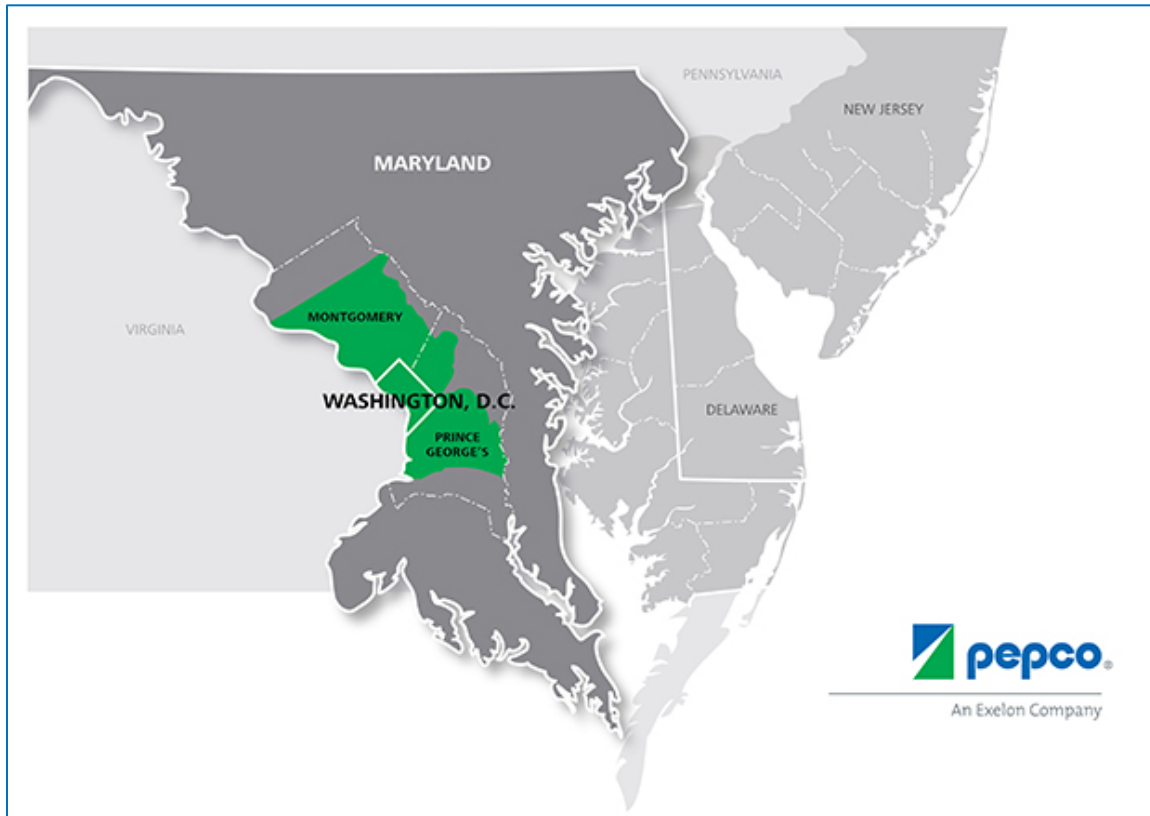 PENNSYLVANIA
NEW JERSEY
MARYLAND
MONTGOMERY
VIRGINIA
WASHINGTON, D.C.
DELAWARE
PRINCE
GEORGE'S
pepco®
An Exelon Company